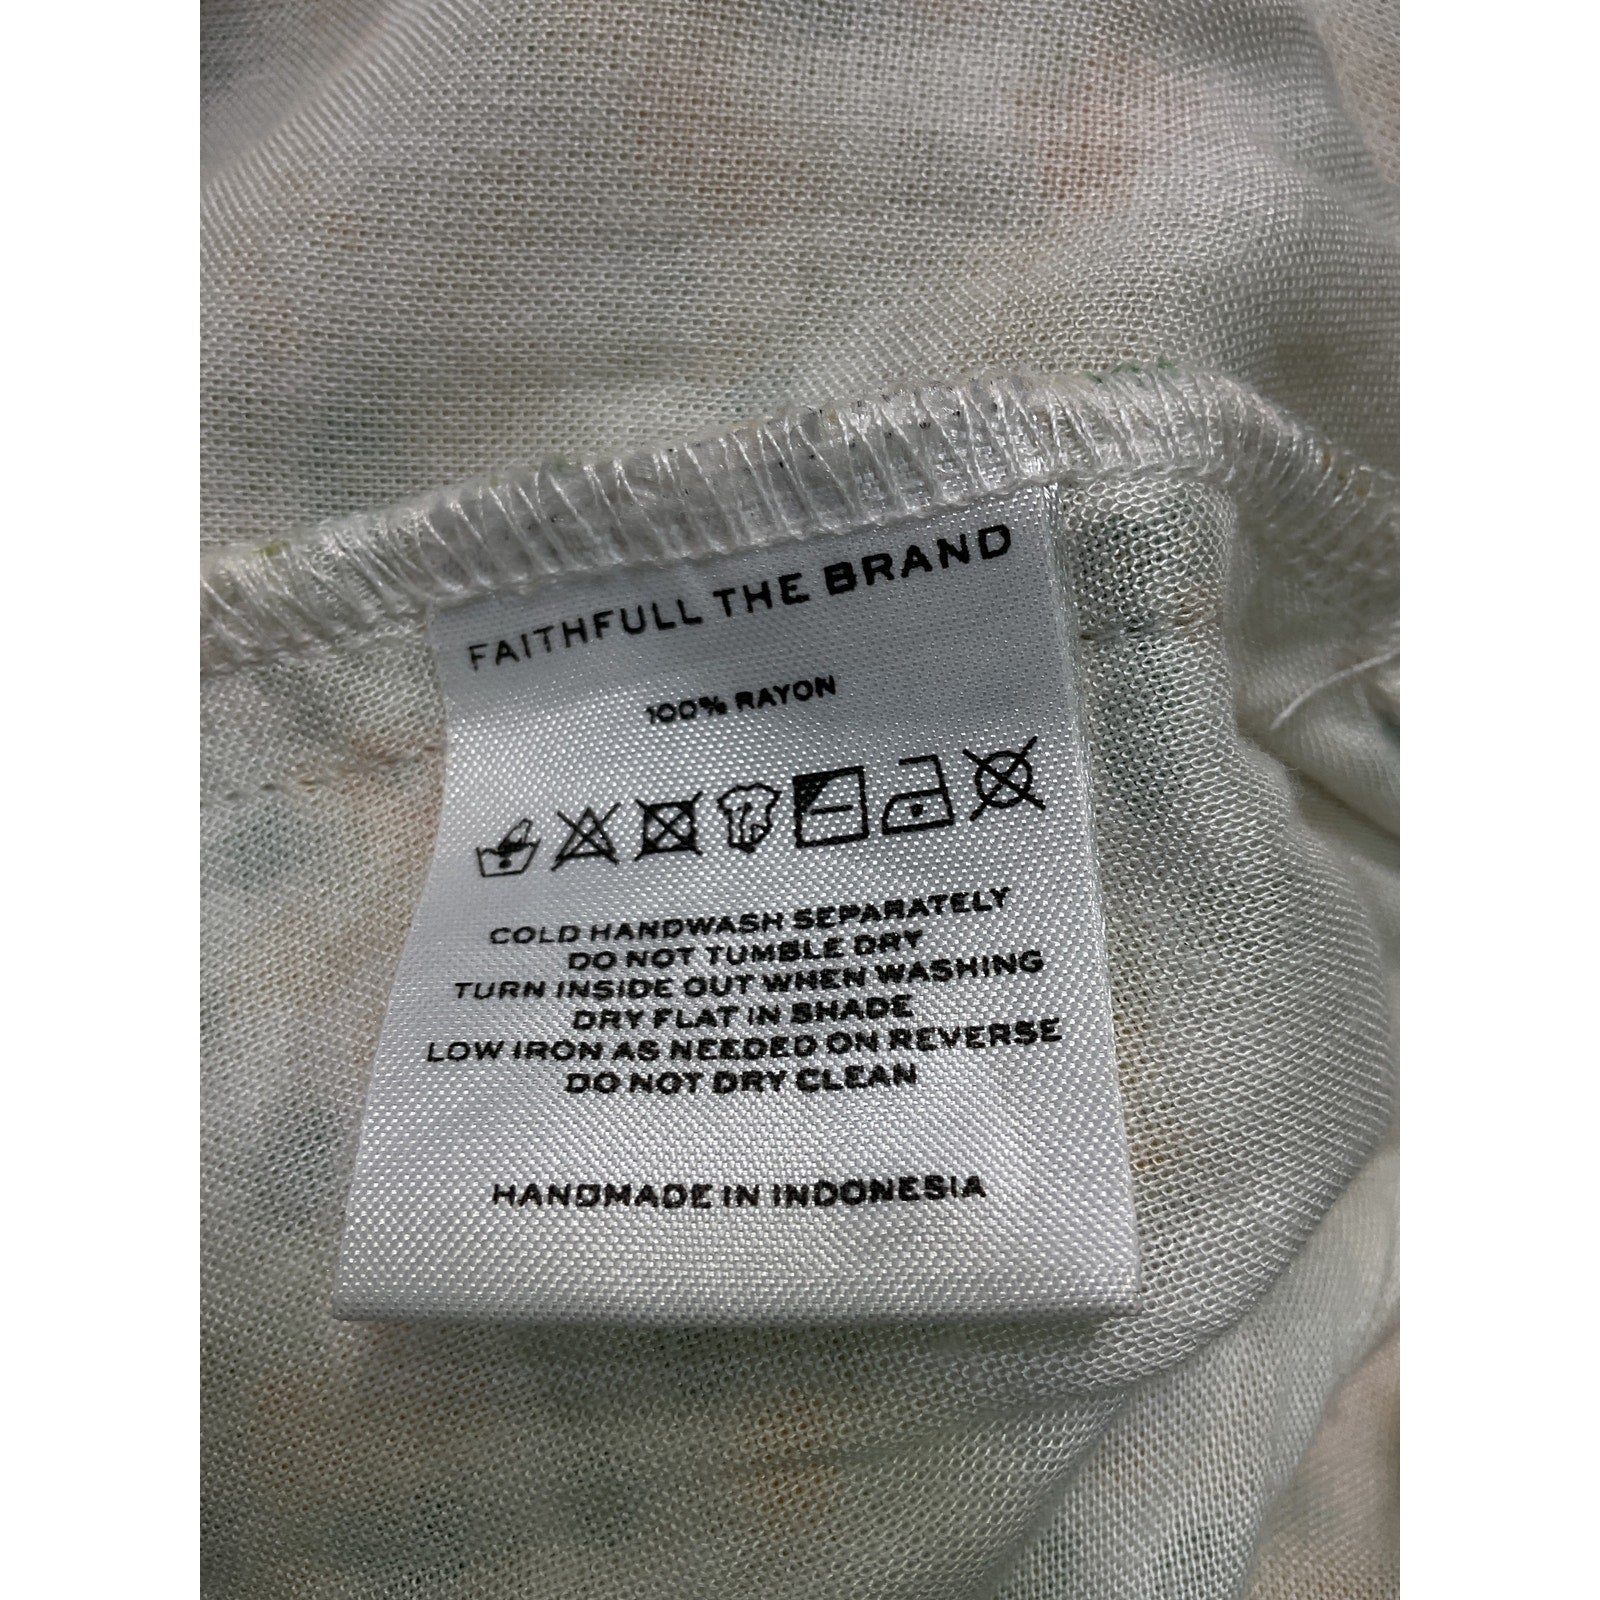 FAITHFULL THE BRAND
100% RAYON
COLD HANDWASH SEPARATELY
DO NOT TUMBLE DRY
TURN INSIDE OUT WHEN WASHING
DRY FLAT IN SHADE
LOW IRON AS NEEDED ON REVERSE
DO NOT DRY CLEAN
HANDMADE IN INDONESIA